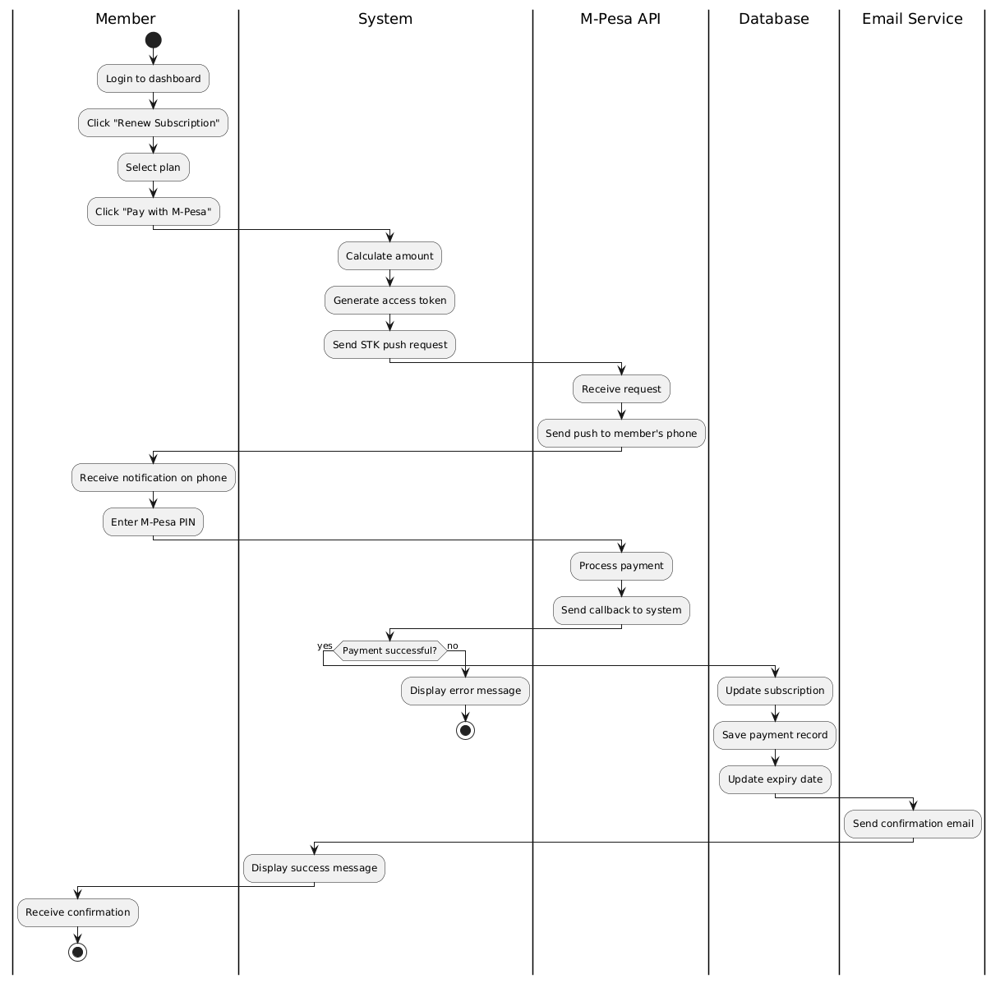 Member
System
M-Pesa API
Database
Email Service
Login to dashboard
Click "Renew Subscription"
Select plan
Click "Pay with M-Pesa"
Calculate amount
Generate access token
Send STK push request
Receive request
Send push to member's phone
Receive notification on phone
Enter M-Pesa PIN
Process payment
Send callback to system
yes
Payment successful?
no
Display error message
Update subscription
Save payment record
Update expiry date
Send confirmation email
Display success message
Receive confirmation